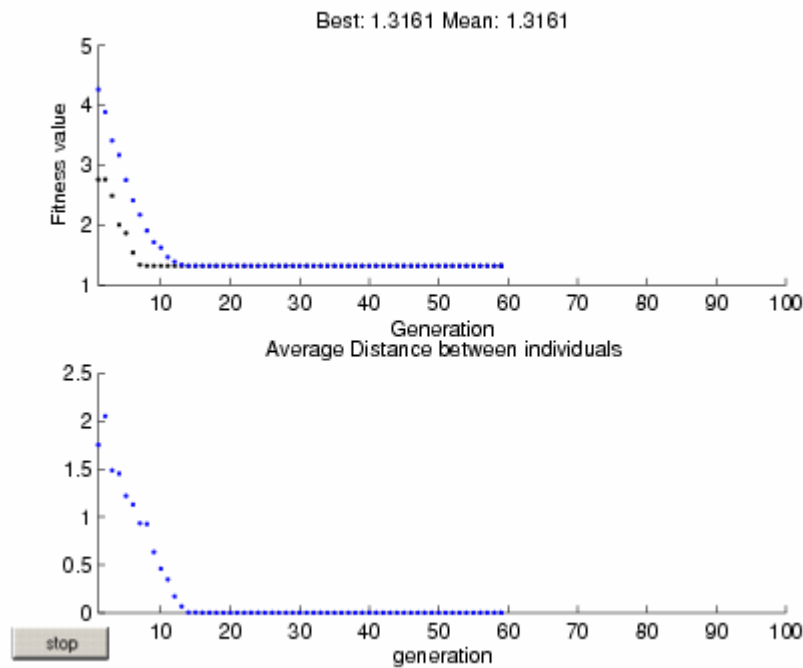 Best: 1.3161 Mean: 1.3161
5
4
3
2
1
Fitness value
10 20 30 40 50 60 70 80 90 100
Generation
Average Distance between individuals
2.5
2
1.5
1
0.5
0
10 20 30 40 50 60 70 80 90 100
generation
stop